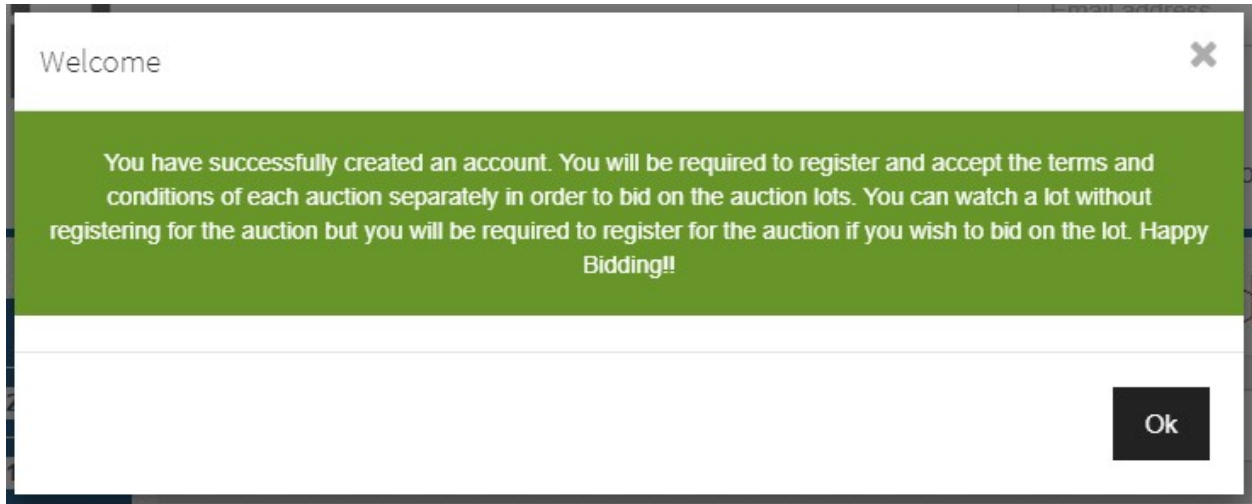 Email address
Welcome
You have successfully created an account. You will be required to register and accept the terms and
conditions of each auction separately in order to bid on the auction lots. You can watch a lot without
registering for the auction but you will be required to register for the auction if you wish to bid on the lot. Happy
Bidding!!
Ok